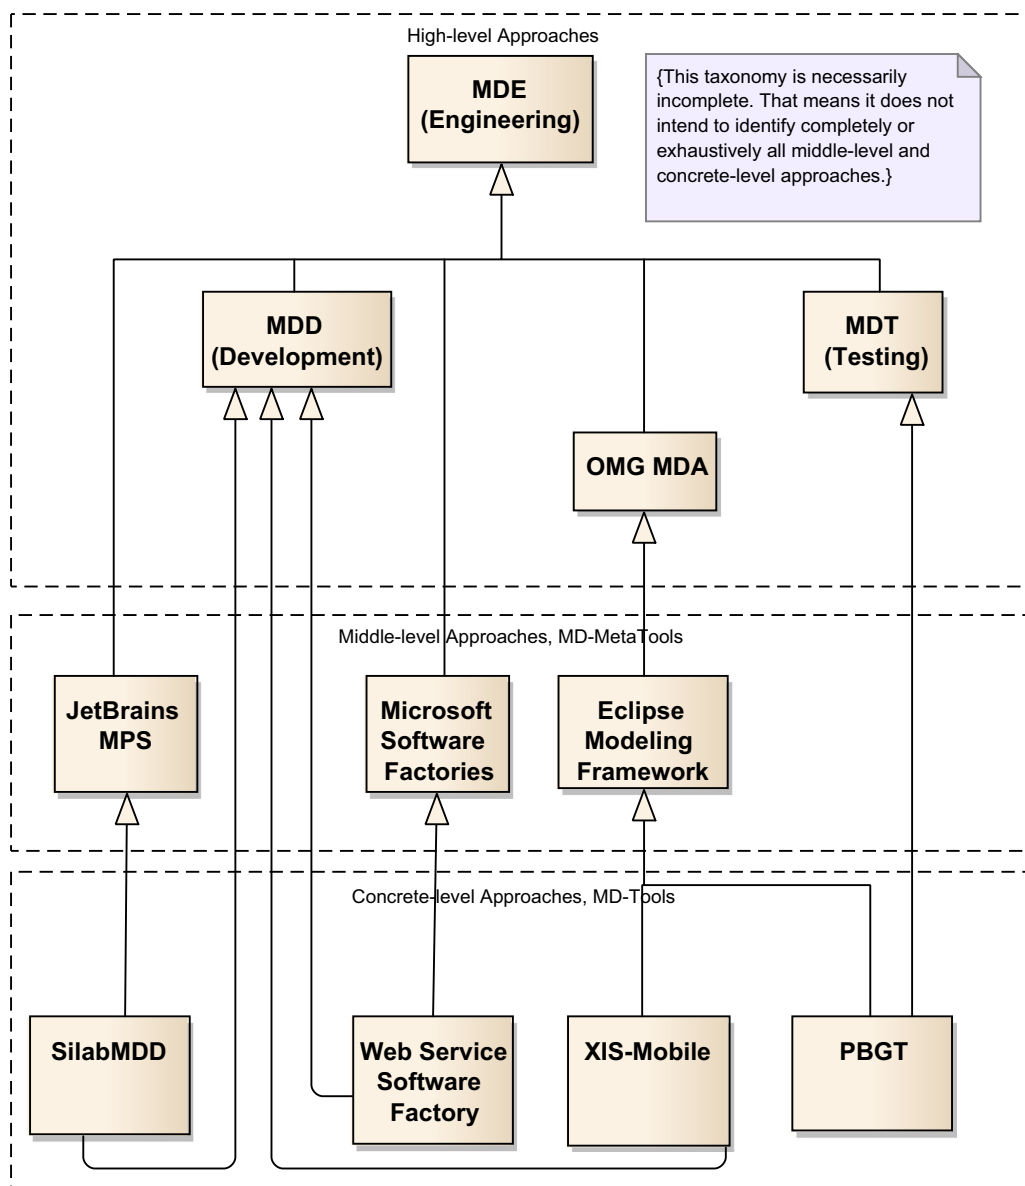 High-level Approaches
MDE
(Engineering)
{This taxonomy is necessarily
incomplete. That means it does not
intend to identify completely or
exhaustively all middle-level and
concrete-level approaches.}
MDD
(Development)
MDT
(Testing)
OMG MDA
Middle-level Approaches, MD-MetaTools
JetBrains
MPS
Microsoft
Software
Factories
Eclipse
Modeling
Framework
Concrete-level Approaches, MD-Tools
SilabMDD
Web Service
Software
Factory
XIS-Mobile
PBGT